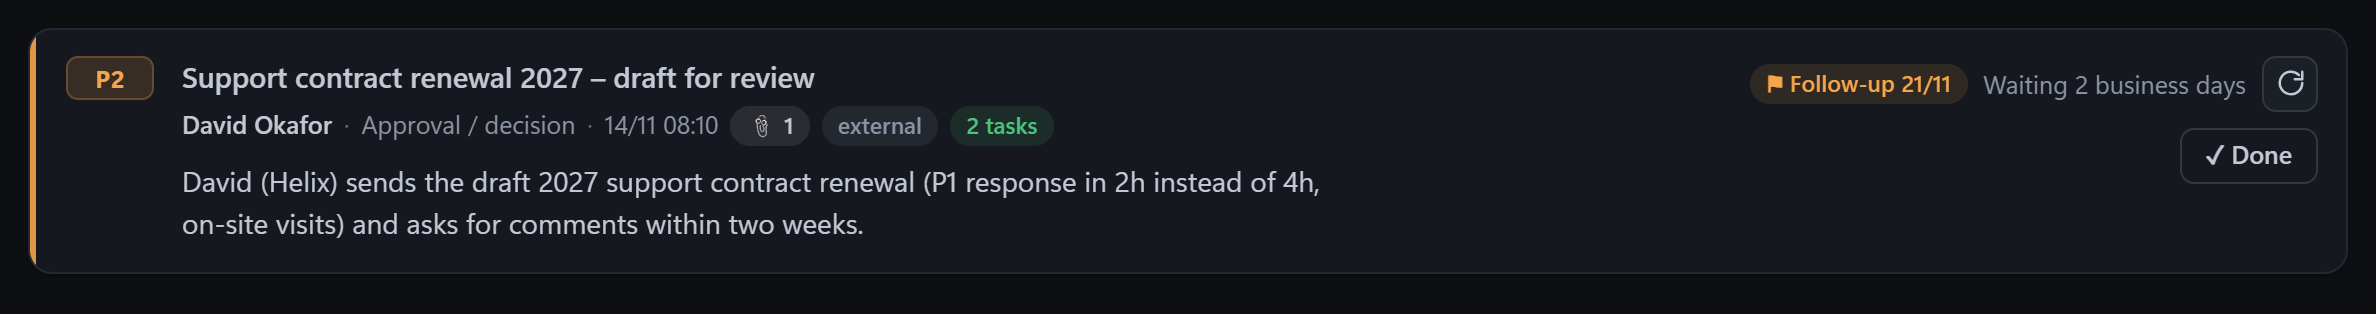 P2
Support contract renewal 2027 – draft for review
David Okafor · Approval / decision · 14/11 08:10 1 external 2 tasks
David (Helix) sends the draft 2027 support contract renewal (P1 response in 2h instead of 4h,
on-site visits) and asks for comments within two weeks.
Follow-up 21/11 Waiting 2 business days
✓ Done